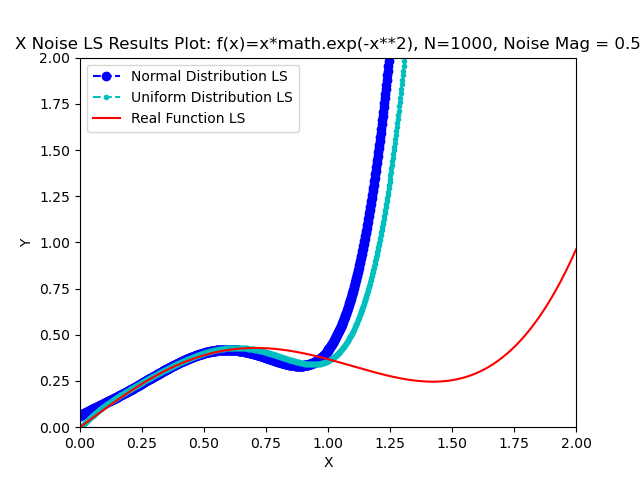 X Noise LS Results Plot: f(x)=x*math.exp(-x**2), N=1000, Noise Mag = 0.5
2.00
Normal Distribution LS
Uniform Distribution LS
Real Function LS
1.75
1.50
1.25
Y
1.00
0.75
0.50
0.25
0.00
0.00 0.25 0.50 0.75 1.00 1.25 1.50 1.75 2.00
X